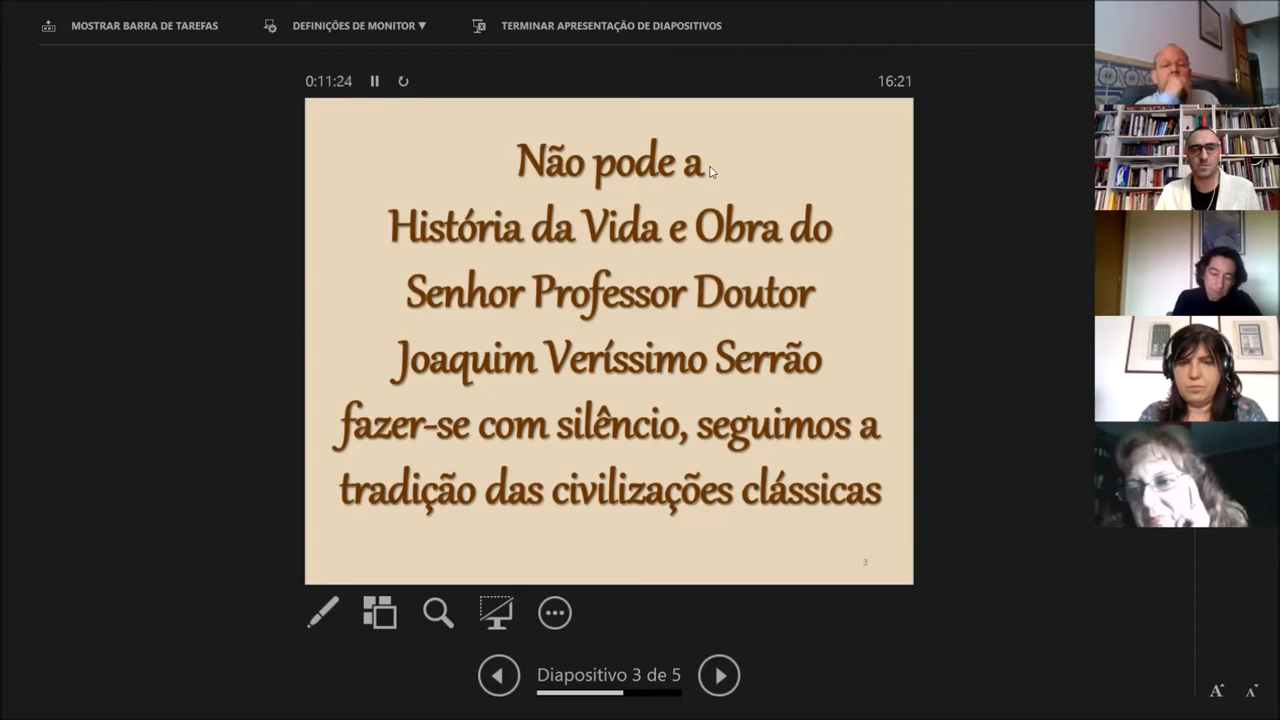 MOSTRAR BARRA DE TAREFAS DEFINIÇÕES DE MONITOR ▼ TERMINAR APRESENTAÇÃO DE DIAPOSITIVOS
0:11:24 16:21
Não pode a
História da Vida e Obra do
Senhor Professor Doutor
Joaquim Veríssimo Serrão
fazer-se com silêncio, seguimos a
tradição das civilizações clássicas
3
Diapositivo 3 de 5
A A